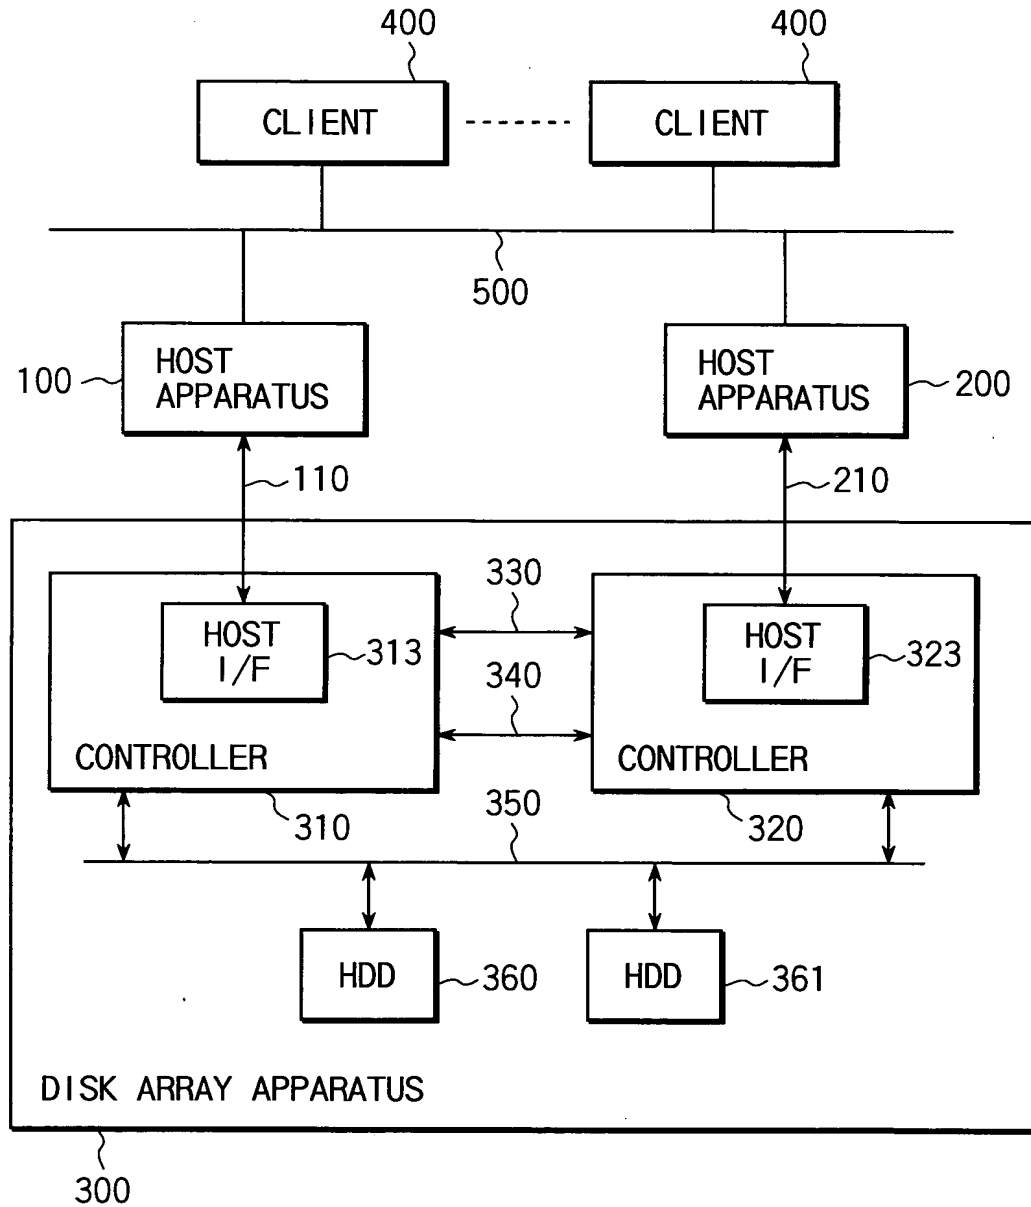 400 400
CLIENT CLIENT
500
100 HOST APPARATUS HOST APPARATUS 200
110 210
330
HOST I/F 313 HOST I/F 323
340
CONTROLLER CONTROLLER
310 350 320
HDD 360 HDD 361
DISK ARRAY APPARATUS
300